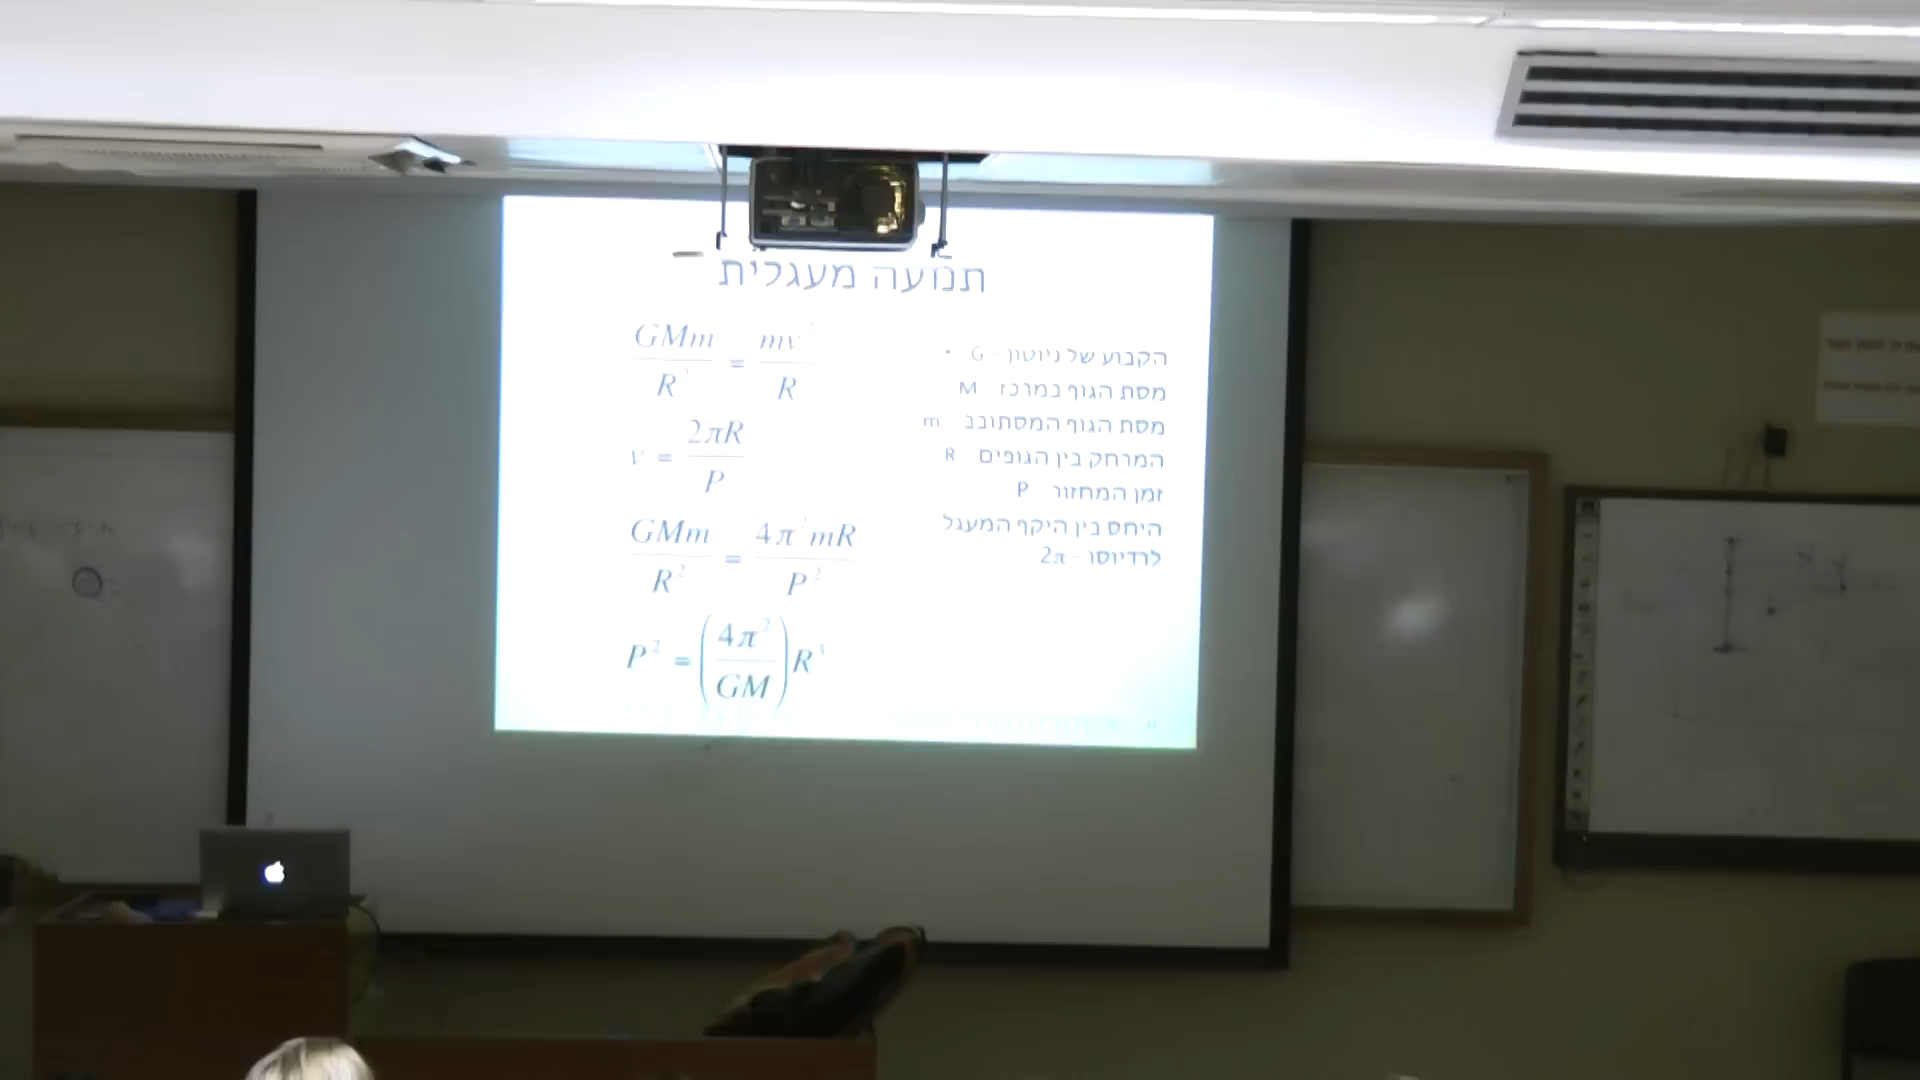 תנועה מעגלית
GMm / R² = mv² / R
v = 2πR / P
GMm / R² = 4π²mR / P²
P² = (4π² / GM) R³
• הקבוע של ניוטון - G
מסת הגוף במרכז M
מסת הגוף המסתובב m
המרחק בין הגופים R
זמן המחזור - P
היחס בין היקף המעגל
לרדיוסו - 2π